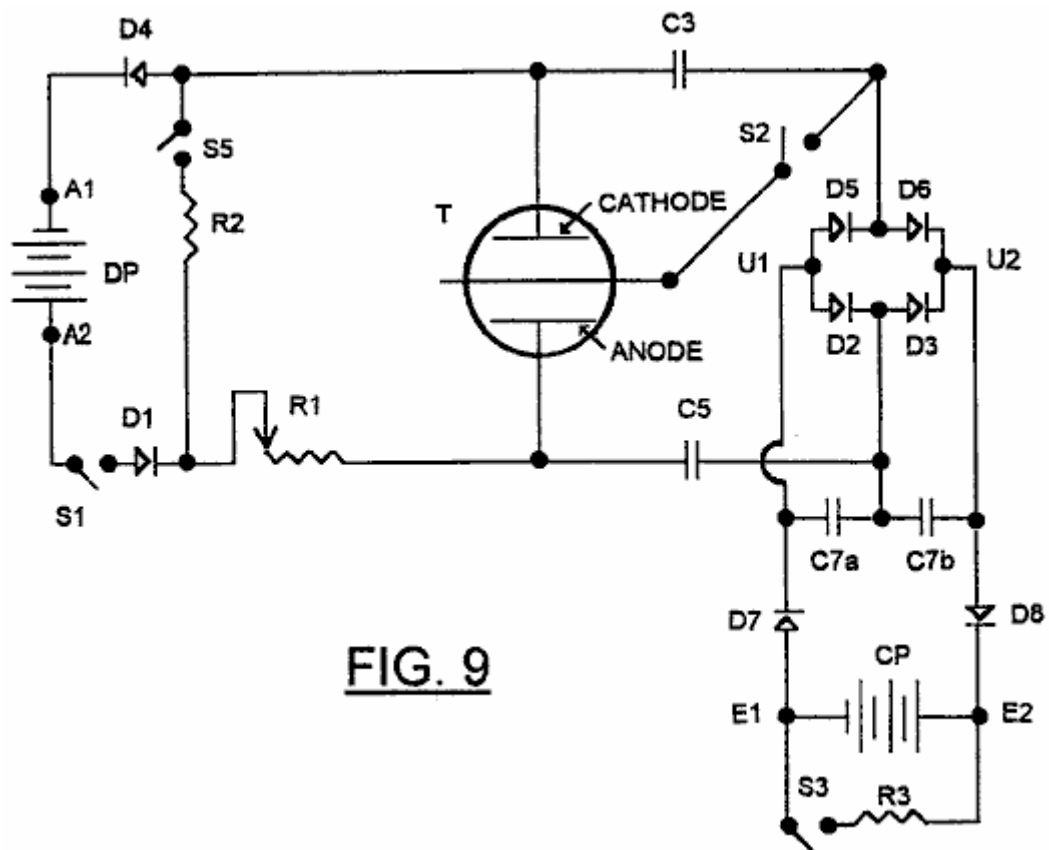 D4
C3
S5
S2
A1
T
CATHODE
D5
D6
R2
DP
U1
U2
A2
ANODE
D2
D3
D1
R1
C5
S1
C7a
C7b
D7
D8
FIG. 9
CP
E1
E2
S3
R3